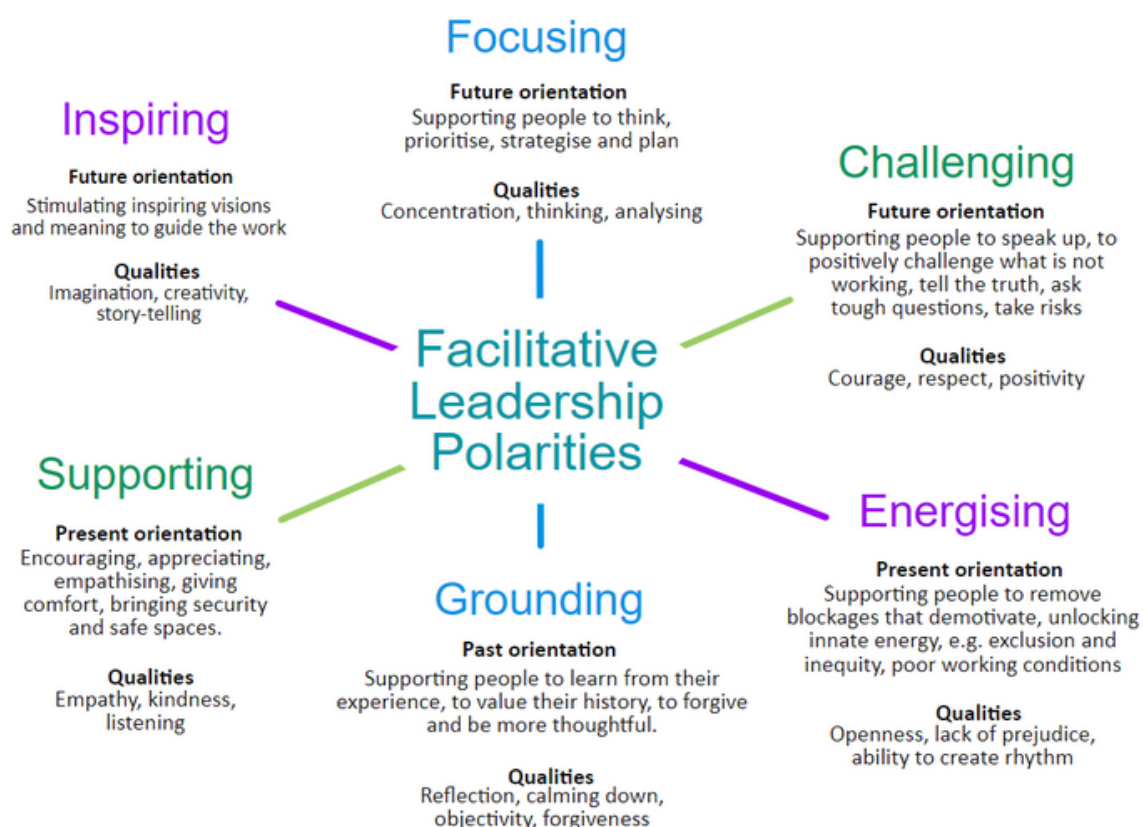 Focusing
Future orientation
Supporting people to think,
prioritise, strategise and plan
Qualities
Concentration, thinking, analysing
Inspiring
Future orientation
Stimulating inspiring visions
and meaning to guide the work
Qualities
Imagination, creativity,
story-telling
Challenging
Future orientation
Supporting people to speak up, to
positively challenge what is not
working, tell the truth, ask
tough questions, take risks
Qualities
Courage, respect, positivity
Facilitative
Leadership
Polarities
Supporting
Present orientation
Encouraging, appreciating,
empathising, giving
comfort, bringing security
and safe spaces.
Qualities
Empathy, kindness,
listening
Grounding
Past orientation
Supporting people to learn from their
experience, to value their history, to forgive
and be more thoughtful.
Qualities
Reflection, calming down,
objectivity, forgiveness
Energising
Present orientation
Supporting people to remove
blockages that demotivate, unlocking
innate energy, e.g. exclusion and
inequity, poor working conditions
Qualities
Openness, lack of prejudice,
ability to create rhythm